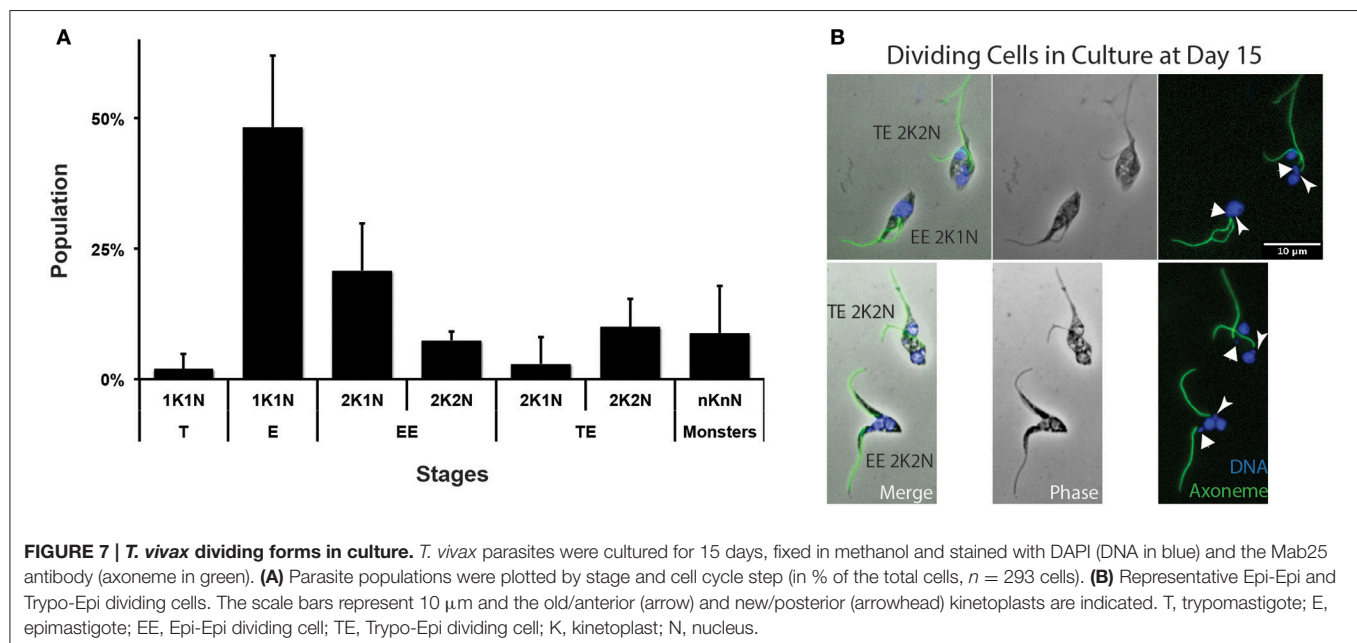 A
50%
25%
0%
Population
1K1N 1K1N 2K1N 2K2N 2K1N 2K2N nKnN
T E EE TE Monsters
Stages
B
Dividing Cells in Culture at Day 15
TE 2K2N
EE 2K1N
10 µm
TE 2K2N
EE 2K2N
Merge
Phase
DNA
Axoneme
FIGURE 7 | T. vivax dividing forms in culture. T. vivax parasites were cultured for 15 days, fixed in methanol and stained with DAPI (DNA in blue) and the Mab25
antibody (axoneme in green). (A) Parasite populations were plotted by stage and cell cycle step (in % of the total cells, n = 293 cells). (B) Representative Epi-Epi and
Trypo-Epi dividing cells. The scale bars represent 10 µm and the old/anterior (arrow) and new/posterior (arrowhead) kinetoplasts are indicated. T, trypomastigote; E,
epimastigote; EE, Epi-Epi dividing cell; TE, Trypo-Epi dividing cell; K, kinetoplast; N, nucleus.